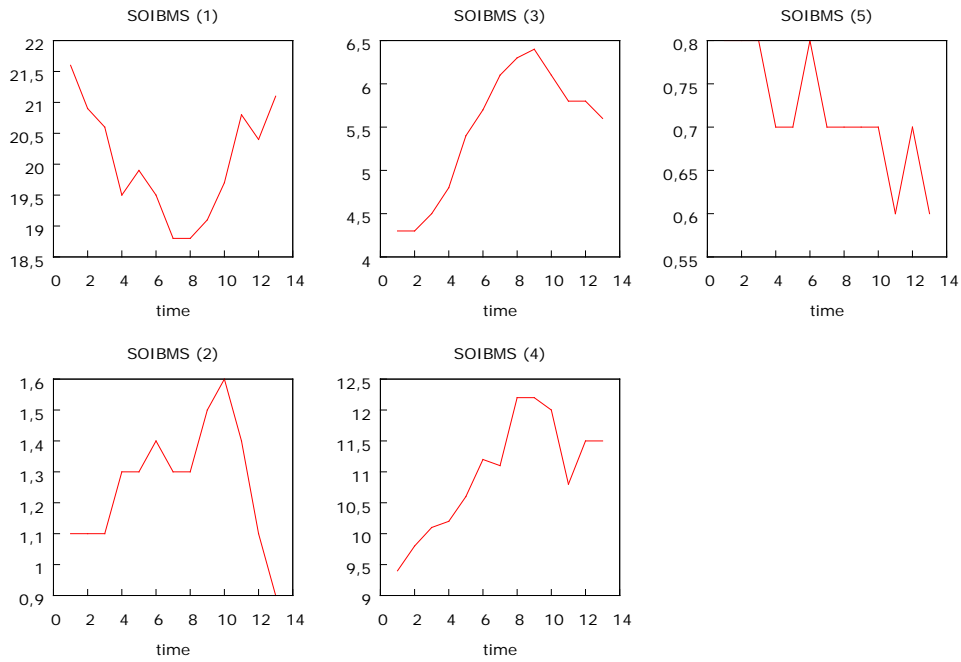 SOIBMS (1)
22
21,5
21
20,5
20
19,5
19
18,5
0 2 4 6 8 10 12 14
time
SOIBMS (3)
6,5
6
5,5
5
4,5
4
0 2 4 6 8 10 12 14
time
SOIBMS (5)
0,8
0,75
0,7
0,65
0,6
0,55
0 2 4 6 8 10 12 14
time
SOIBMS (2)
1,6
1,5
1,4
1,3
1,2
1,1
1
0,9
0 2 4 6 8 10 12 14
time
SOIBMS (4)
12,5
12
11,5
11
10,5
10
9,5
9
0 2 4 6 8 10 12 14
time